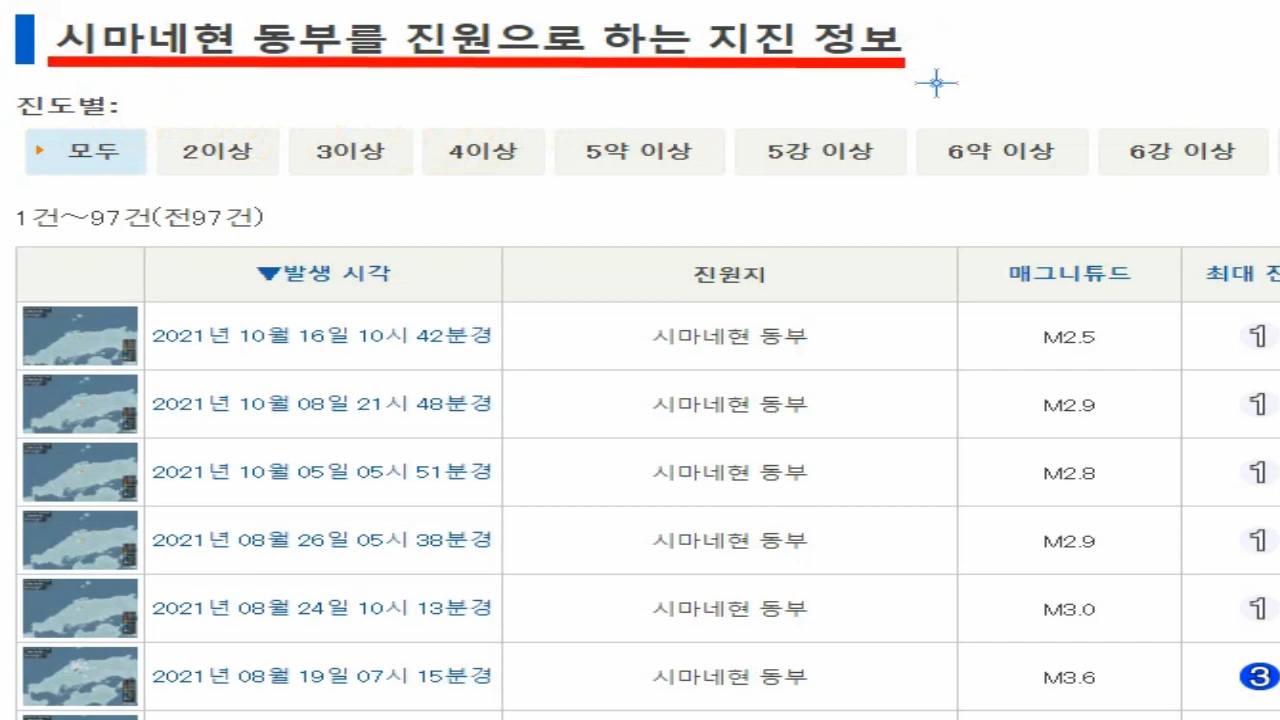 시마네현 동부를 진원으로 하는 지진 정보
진도별:
모두 2이상 3이상 4이상 5약 이상 5강 이상 6약 이상 6강 이상
1건～97건(전97건)
▼발생 시각 진원지 매그니튜드 최대
2021년 10월 16일 10시 42분경 시마네현 동부 M2.5 1
2021년 10월 08일 21시 48분경 시마네현 동부 M2.9 1
2021년 10월 05일 05시 51분경 시마네현 동부 M2.8 1
2021년 08월 26일 05시 38분경 시마네현 동부 M2.9 1
2021년 08월 24일 10시 13분경 시마네현 동부 M3.0 1
2021년 08월 19일 07시 15분경 시마네현 동부 M3.6 3